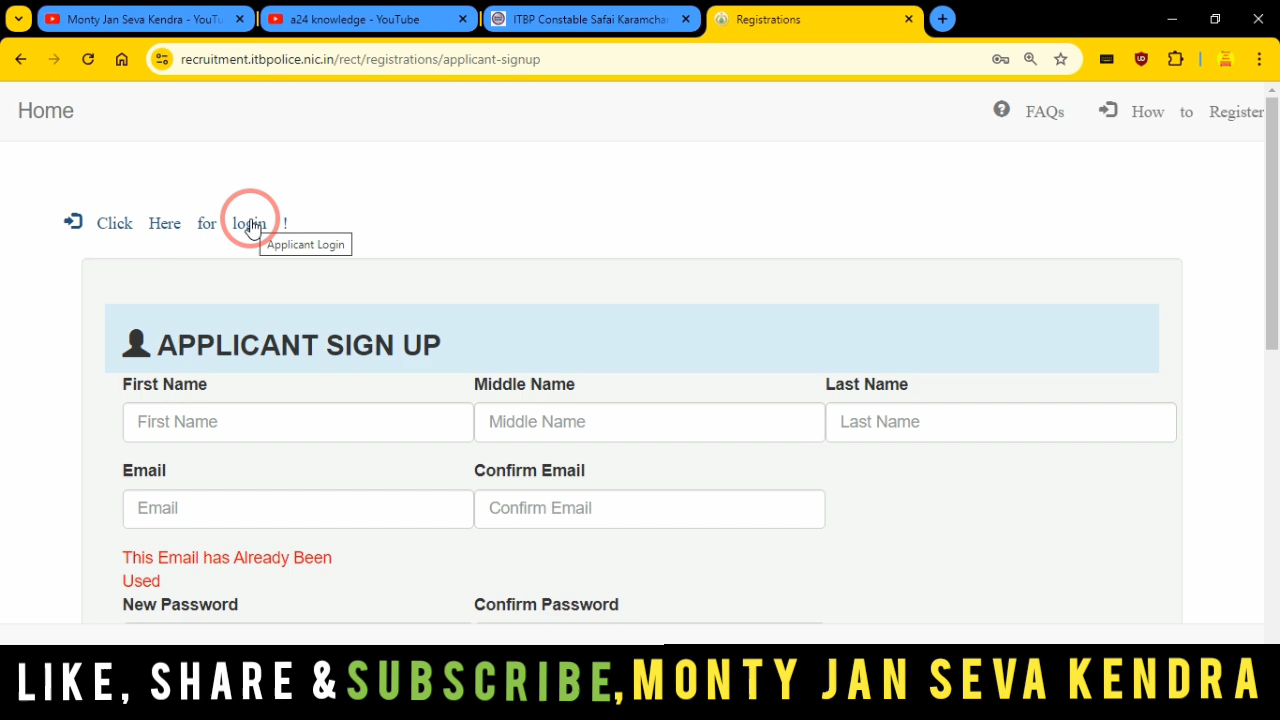 Monty Jan Seva Kendra - YouTu
a24 knowledge - YouTube
ITBP Constable Safai Karamchar
Registrations
recruitment.itbpolice.nic.in/rect/registrations/applicant-signup
Home
FAQs
How to Register
Click Here for login !
Applicant Login
APPLICANT SIGN UP
First Name Middle Name Last Name
First Name Middle Name Last Name
Email Confirm Email
Email Confirm Email
This Email has Already Been
Used
New Password Confirm Password
LIKE, SHARE & SUBSCRIBE, MONTY JAN SEVA KENDRA